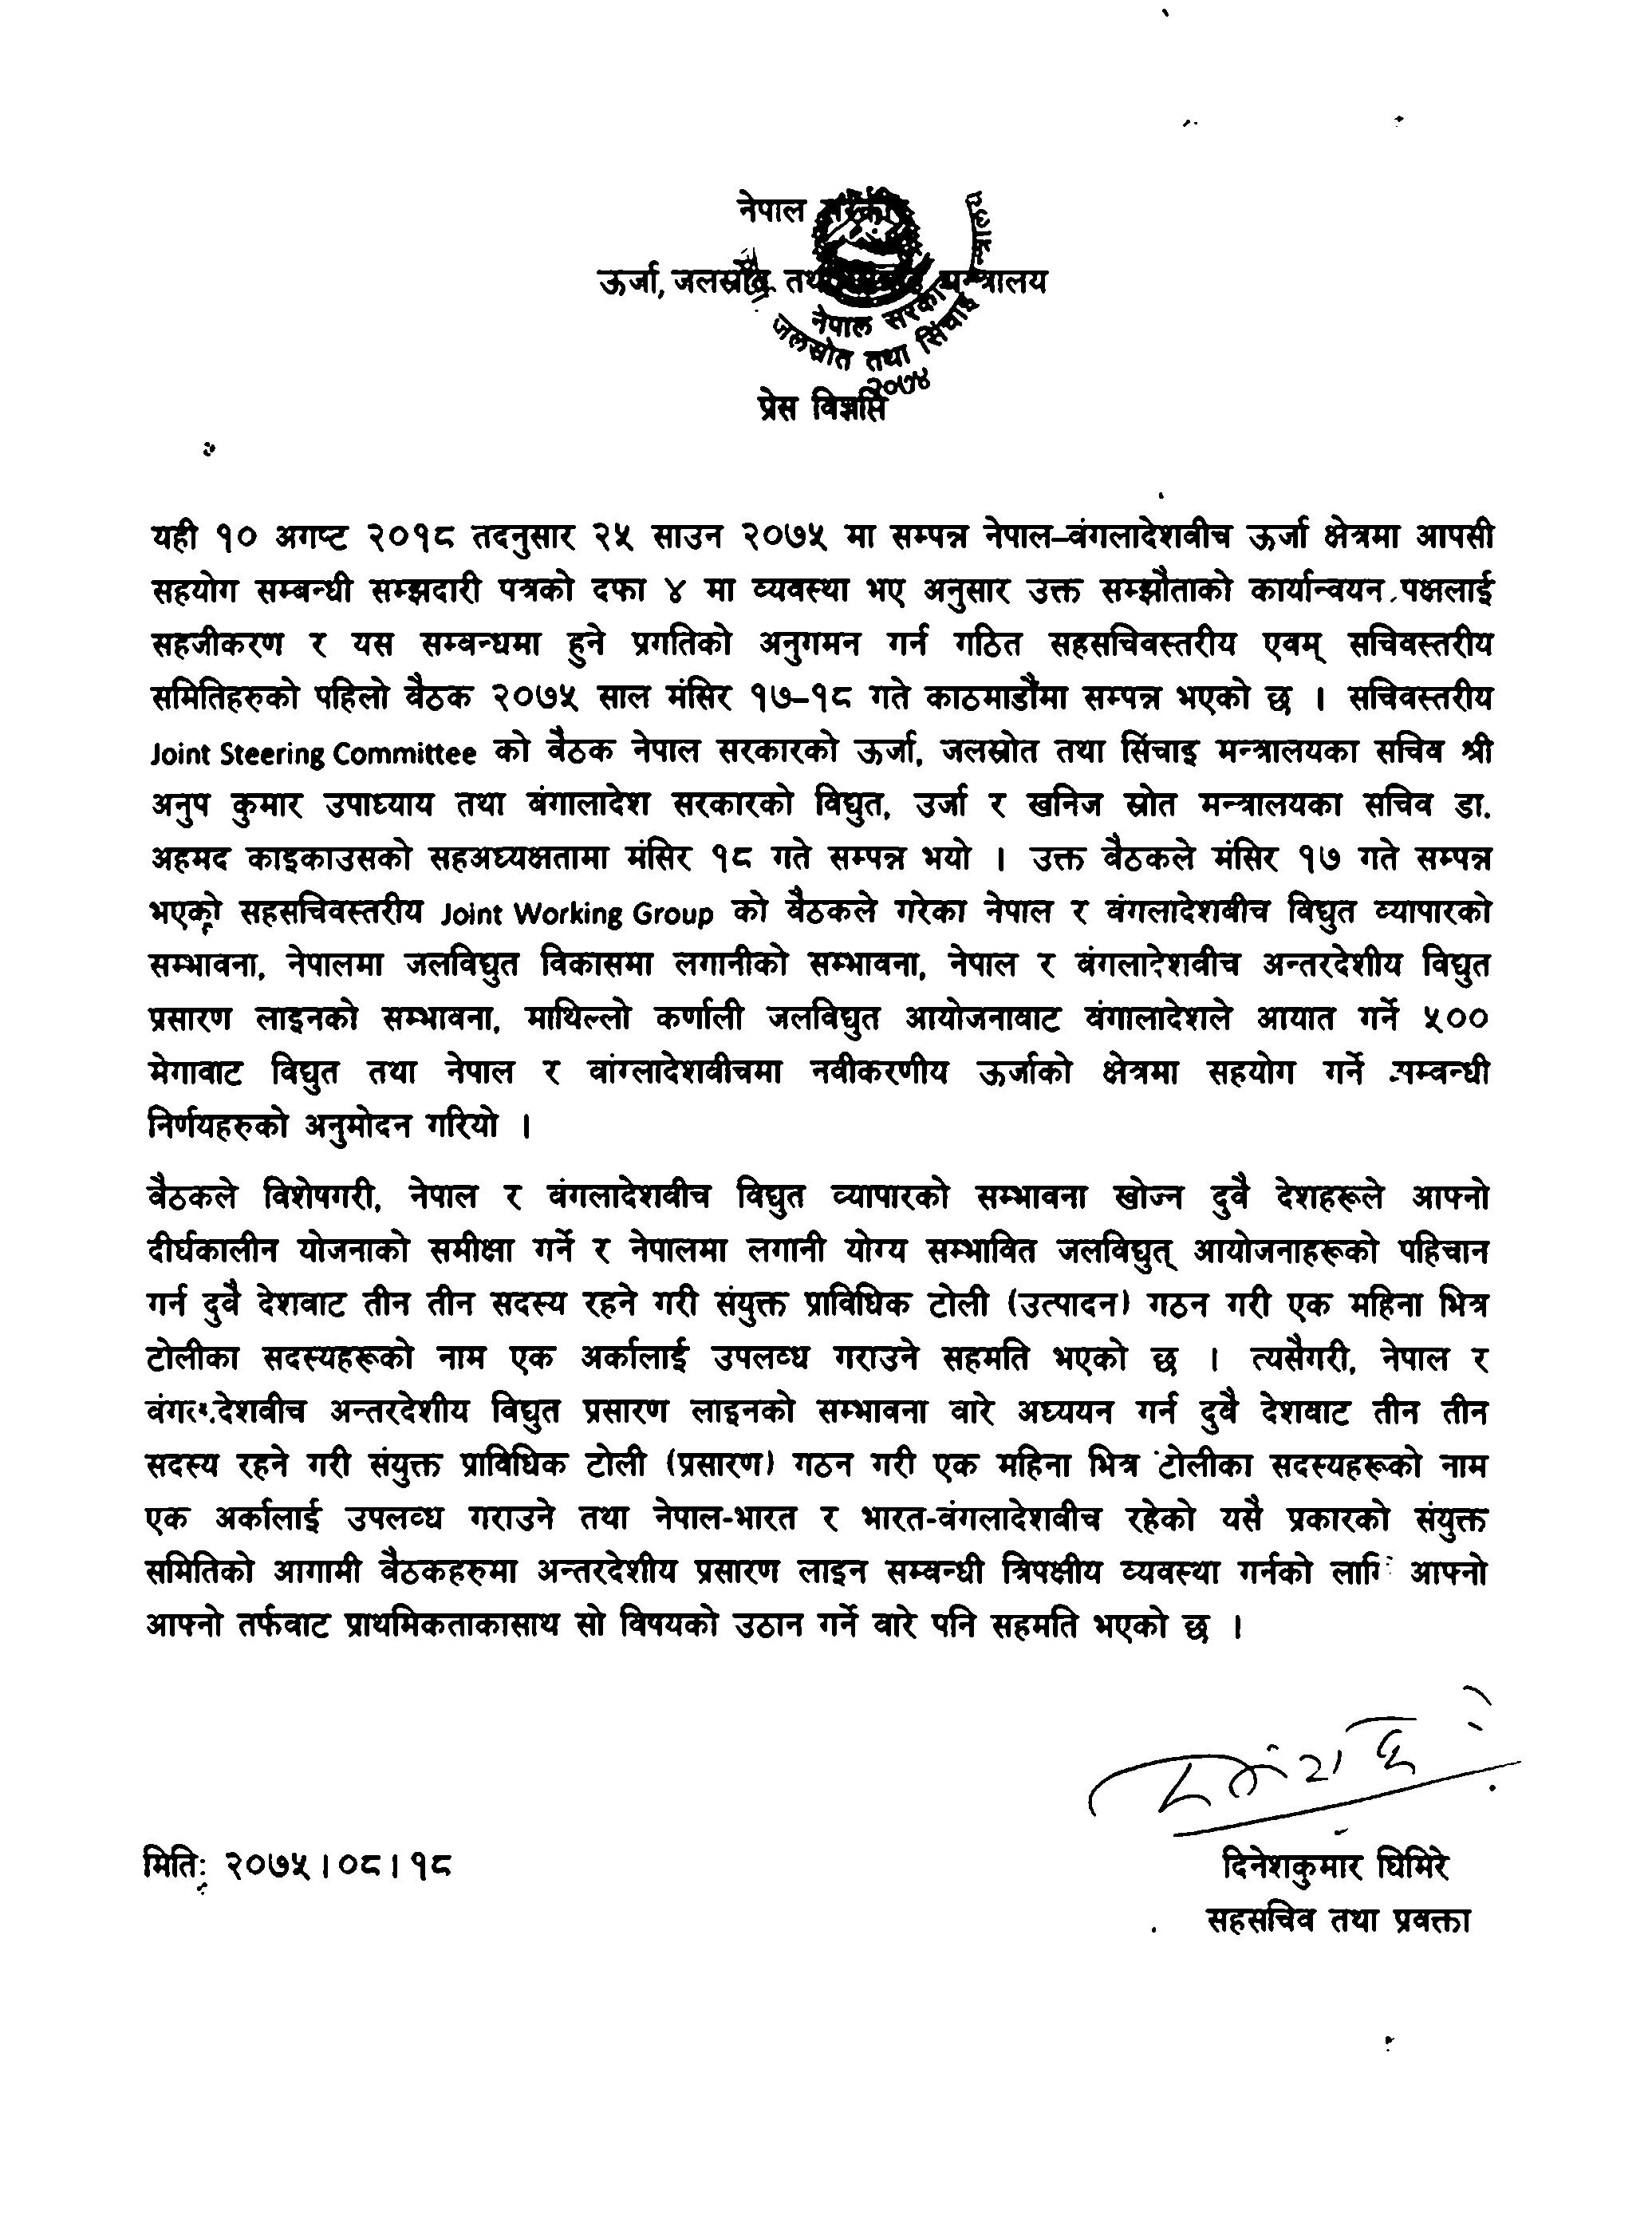 नेपाल सरकार
ऊर्जा, जलस्रोत तथा सिंचाइ मन्त्रालय
नेपाल सरकार
जलस्रोत तथा सिंचाइ मन्त्रालय
२०७४
प्रेस विज्ञप्ति
यही १० अगष्ट २०१८ तदनुसार २५ साउन २०७५ मा सम्पन्न नेपाल–वंगलादेशवीच ऊर्जा क्षेत्रमा आपसी
सहयोग सम्बन्धी सम्झदारी पत्रको दफा ४ मा व्यवस्था भए अनुसार उक्त सम्झौताको कार्यान्वयन पक्षलाई
सहजीकरण र यस सम्वन्धमा हुने प्रगतिको अनुगमन गर्न गठित सहसचिवस्तरीय एवम् सचिवस्तरीय
समितिहरुको पहिलो वैठक २०७५ साल मंसिर १७–१८ गते काठमाडौंमा सम्पन्न भएको छ । सचिवस्तरीय
Joint Steering Committee को वैठक नेपाल सरकारको ऊर्जा, जलस्रोत तथा सिंचाइ मन्त्रालयका सचिव श्री
अनुप कुमार उपाध्याय तथा वंगालादेश सरकारको विद्युत, उर्जा र खनिज स्रोत मन्त्रालयका सचिव डा.
अहमद काइकाउसको सहअध्यक्षतामा मंसिर १८ गते सम्पन्न भयो । उक्त वैठकले मंसिर १७ गते सम्पन्न
भएको सहसचिवस्तरीय Joint Working Group को वैठकले गरेका नेपाल र वंगलादेशवीच विद्युत व्यापारको
सम्भावना, नेपालमा जलविद्युत विकासमा लगानीको सम्भावना, नेपाल र वंगलादेशवीच अन्तरदेशीय विद्युत
प्रसारण लाइनको सम्भावना, माथिल्लो कर्णाली जलविद्युत आयोजनावाट वंगालादेशले आयात गर्ने ५००
मेगावाट विद्युत तथा नेपाल र वांग्लादेशवीचमा नवीकरणीय ऊर्जाको क्षेत्रमा सहयोग गर्ने सम्वन्धी
निर्णयहरुको अनुमोदन गरियो ।
वैठकले विशेषगरी, नेपाल र वंगलादेशवीच विद्युत व्यापारको सम्भावना खोज्न दुवै देशहरूले आफ्नो
दीर्घकालीन योजनाको समीक्षा गर्ने र नेपालमा लगानी योग्य सम्भावित जलविद्युत् आयोजनाहरूको पहिचान
गर्न दुवै देशवाट तीन तीन सदस्य रहने गरी संयुक्त प्राविधिक टोली (उत्पादन) गठन गरी एक महिना भित्र
टोलीका सदस्यहरूको नाम एक अर्कालाई उपलव्ध गराउने सहमति भएको छ । त्यसैगरी, नेपाल र
वंगलादेशवीच अन्तरदेशीय विद्युत प्रसारण लाइनको सम्भावना वारे अध्ययन गर्न दुवै देशवाट तीन तीन
सदस्य रहने गरी संयुक्त प्राविधिक टोली (प्रसारण) गठन गरी एक महिना भित्र टोलीका सदस्यहरूको नाम
एक अर्कालाई उपलव्ध गराउने तथा नेपाल-भारत र भारत-वंगलादेशवीच रहेको यसै प्रकारको संयुक्त
समितिको आगामी वैठकहरुमा अन्तरदेशीय प्रसारण लाइन सम्वन्धी त्रिपक्षीय व्यवस्था गर्नको लागि आफ्नो
आफ्नो तर्फवाट प्राथमिकताकासाथ सो विषयको उठान गर्ने वारे पनि सहमति भएको छ ।
मितिः २०७५।०८।१८
दिनेशकुमार घिमिरे
सहसचिव तथा प्रवक्ता